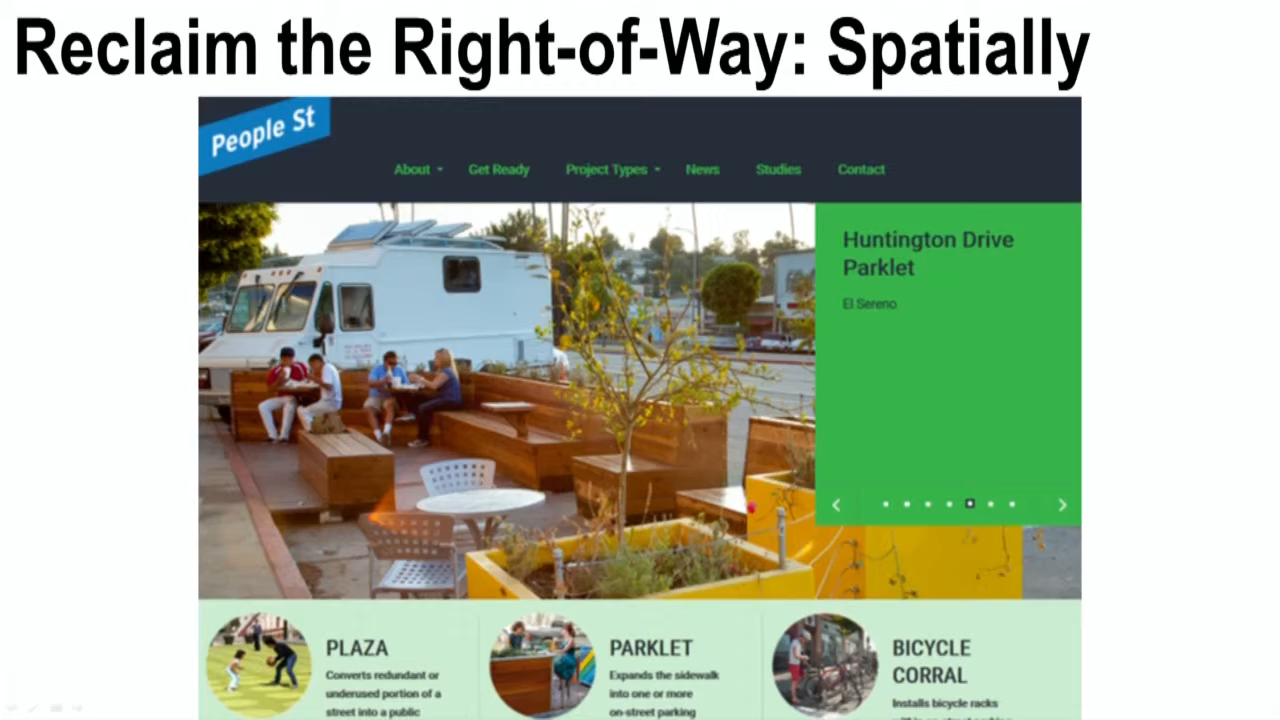 Reclaim the Right-of-Way: Spatially
People St
About Get Ready Project Types News Studies Contact
Huntington Drive
Parklet
El Sereno
PLAZA
Converts redundant or
underused portion of a
street into a public
PARKLET
Expands the sidewalk
into one or more
on-street parking
BICYCLE
CORRAL
Installs bicycle racks